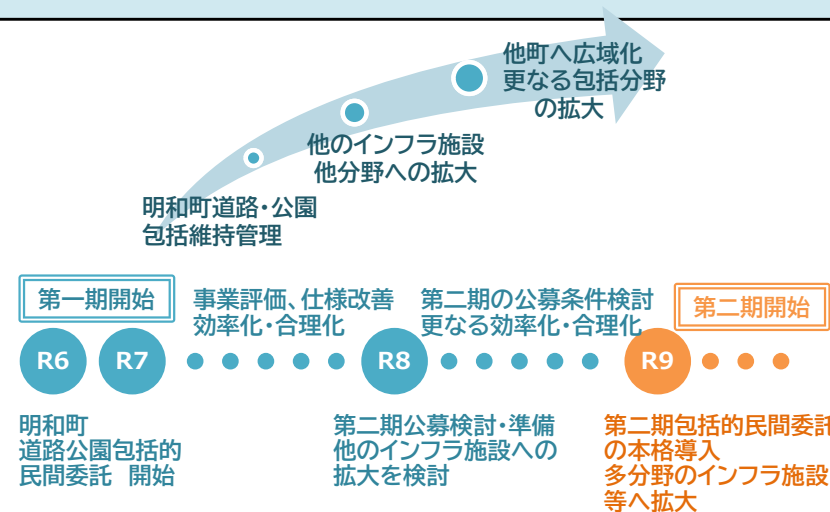 他町へ広域化
更なる包括分野
の拡大
他のインフラ施設
他分野への拡大
明和町道路・公園
包括維持管理
第一期開始
事業評価、仕様改善
効率化・合理化
第二期の公募条件検討
更なる効率化・合理化
第二期開始
R6
R7
R8
R9
明和町
道路公園包括的
民間委託 開始
第二期公募検討・準備
他のインフラ施設への
拡大を検討
第二期包括的民間委託
の本格導入
多分野のインフラ施設
等へ拡大